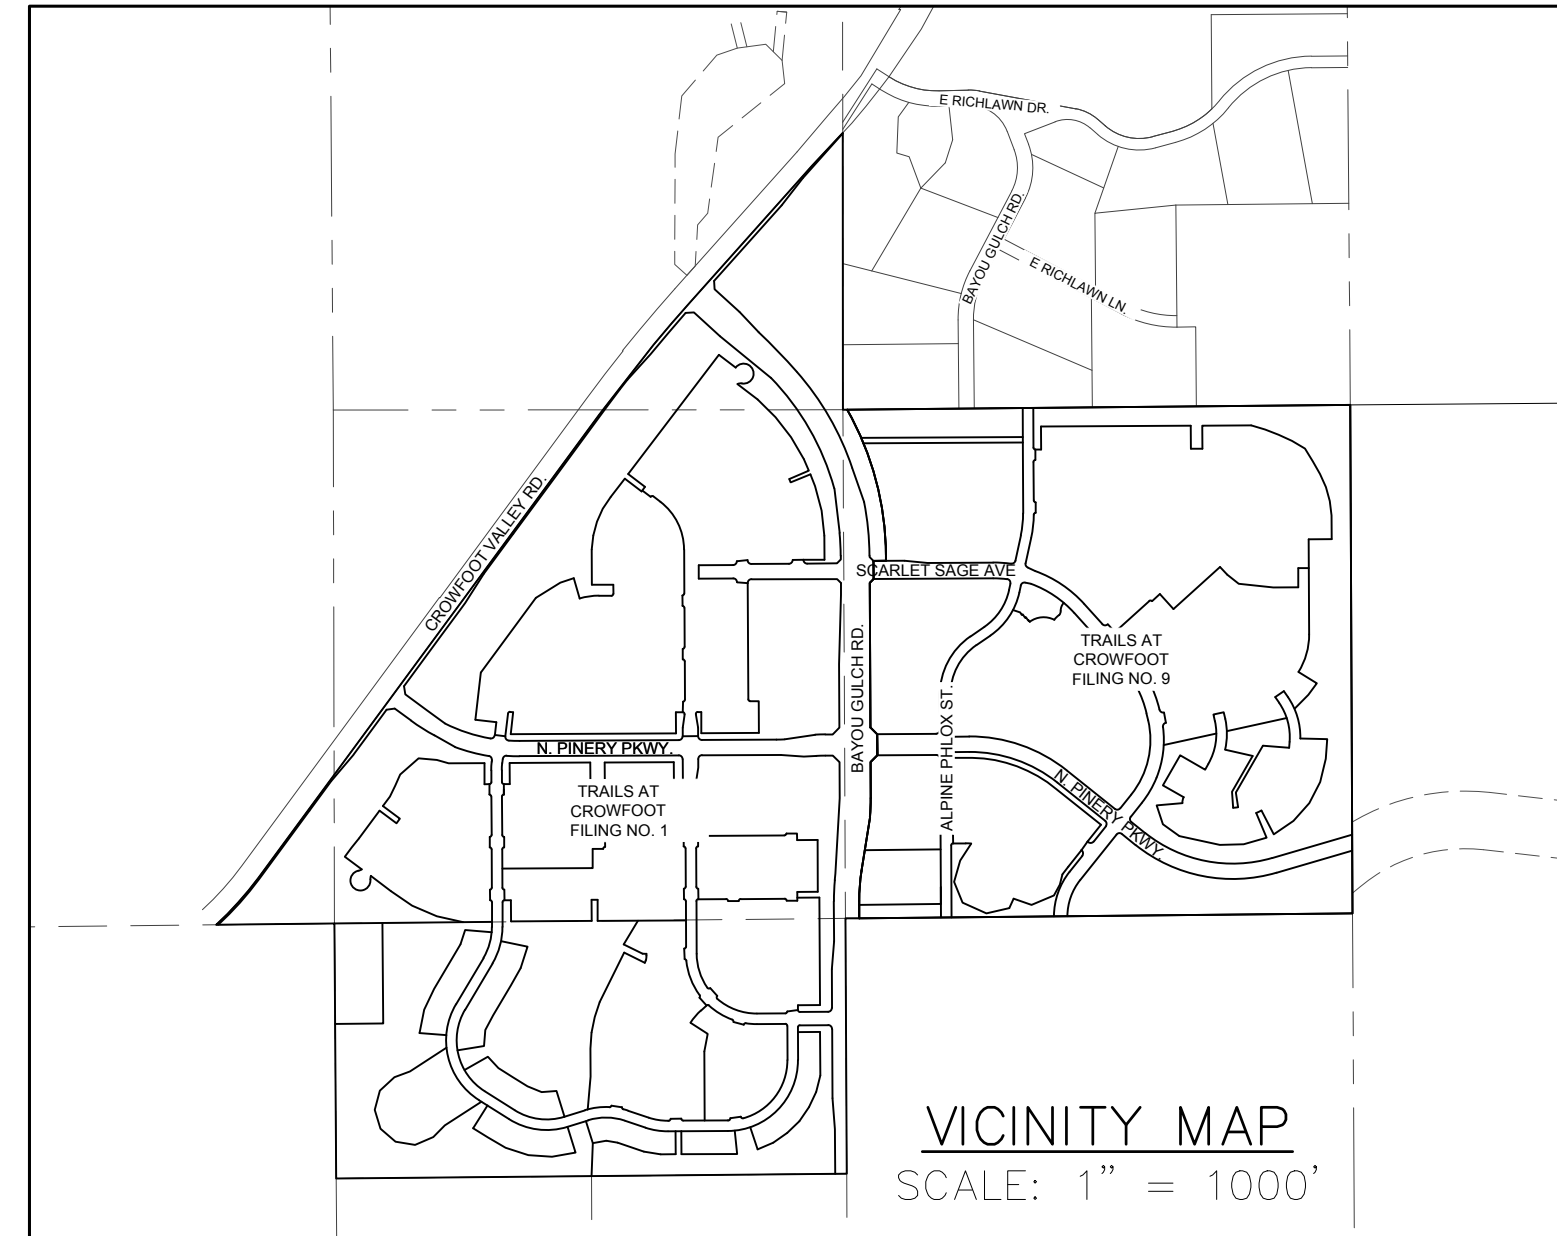 E RICHLAWN DR.
BAYOU GULCH RD.
E RICHLAWN LN.
CROWFOOT VALLEY RD.
SCARLET SAGE AVE
TRAILS AT
CROWFOOT
FILING NO. 9
BAYOU GULCH RD.
ALPINE PHLOX ST.
N. PINERY PKWY.
N. PINERY PKWY.
TRAILS AT
CROWFOOT
FILING NO. 1
VICINITY MAP
SCALE: 1" = 1000'